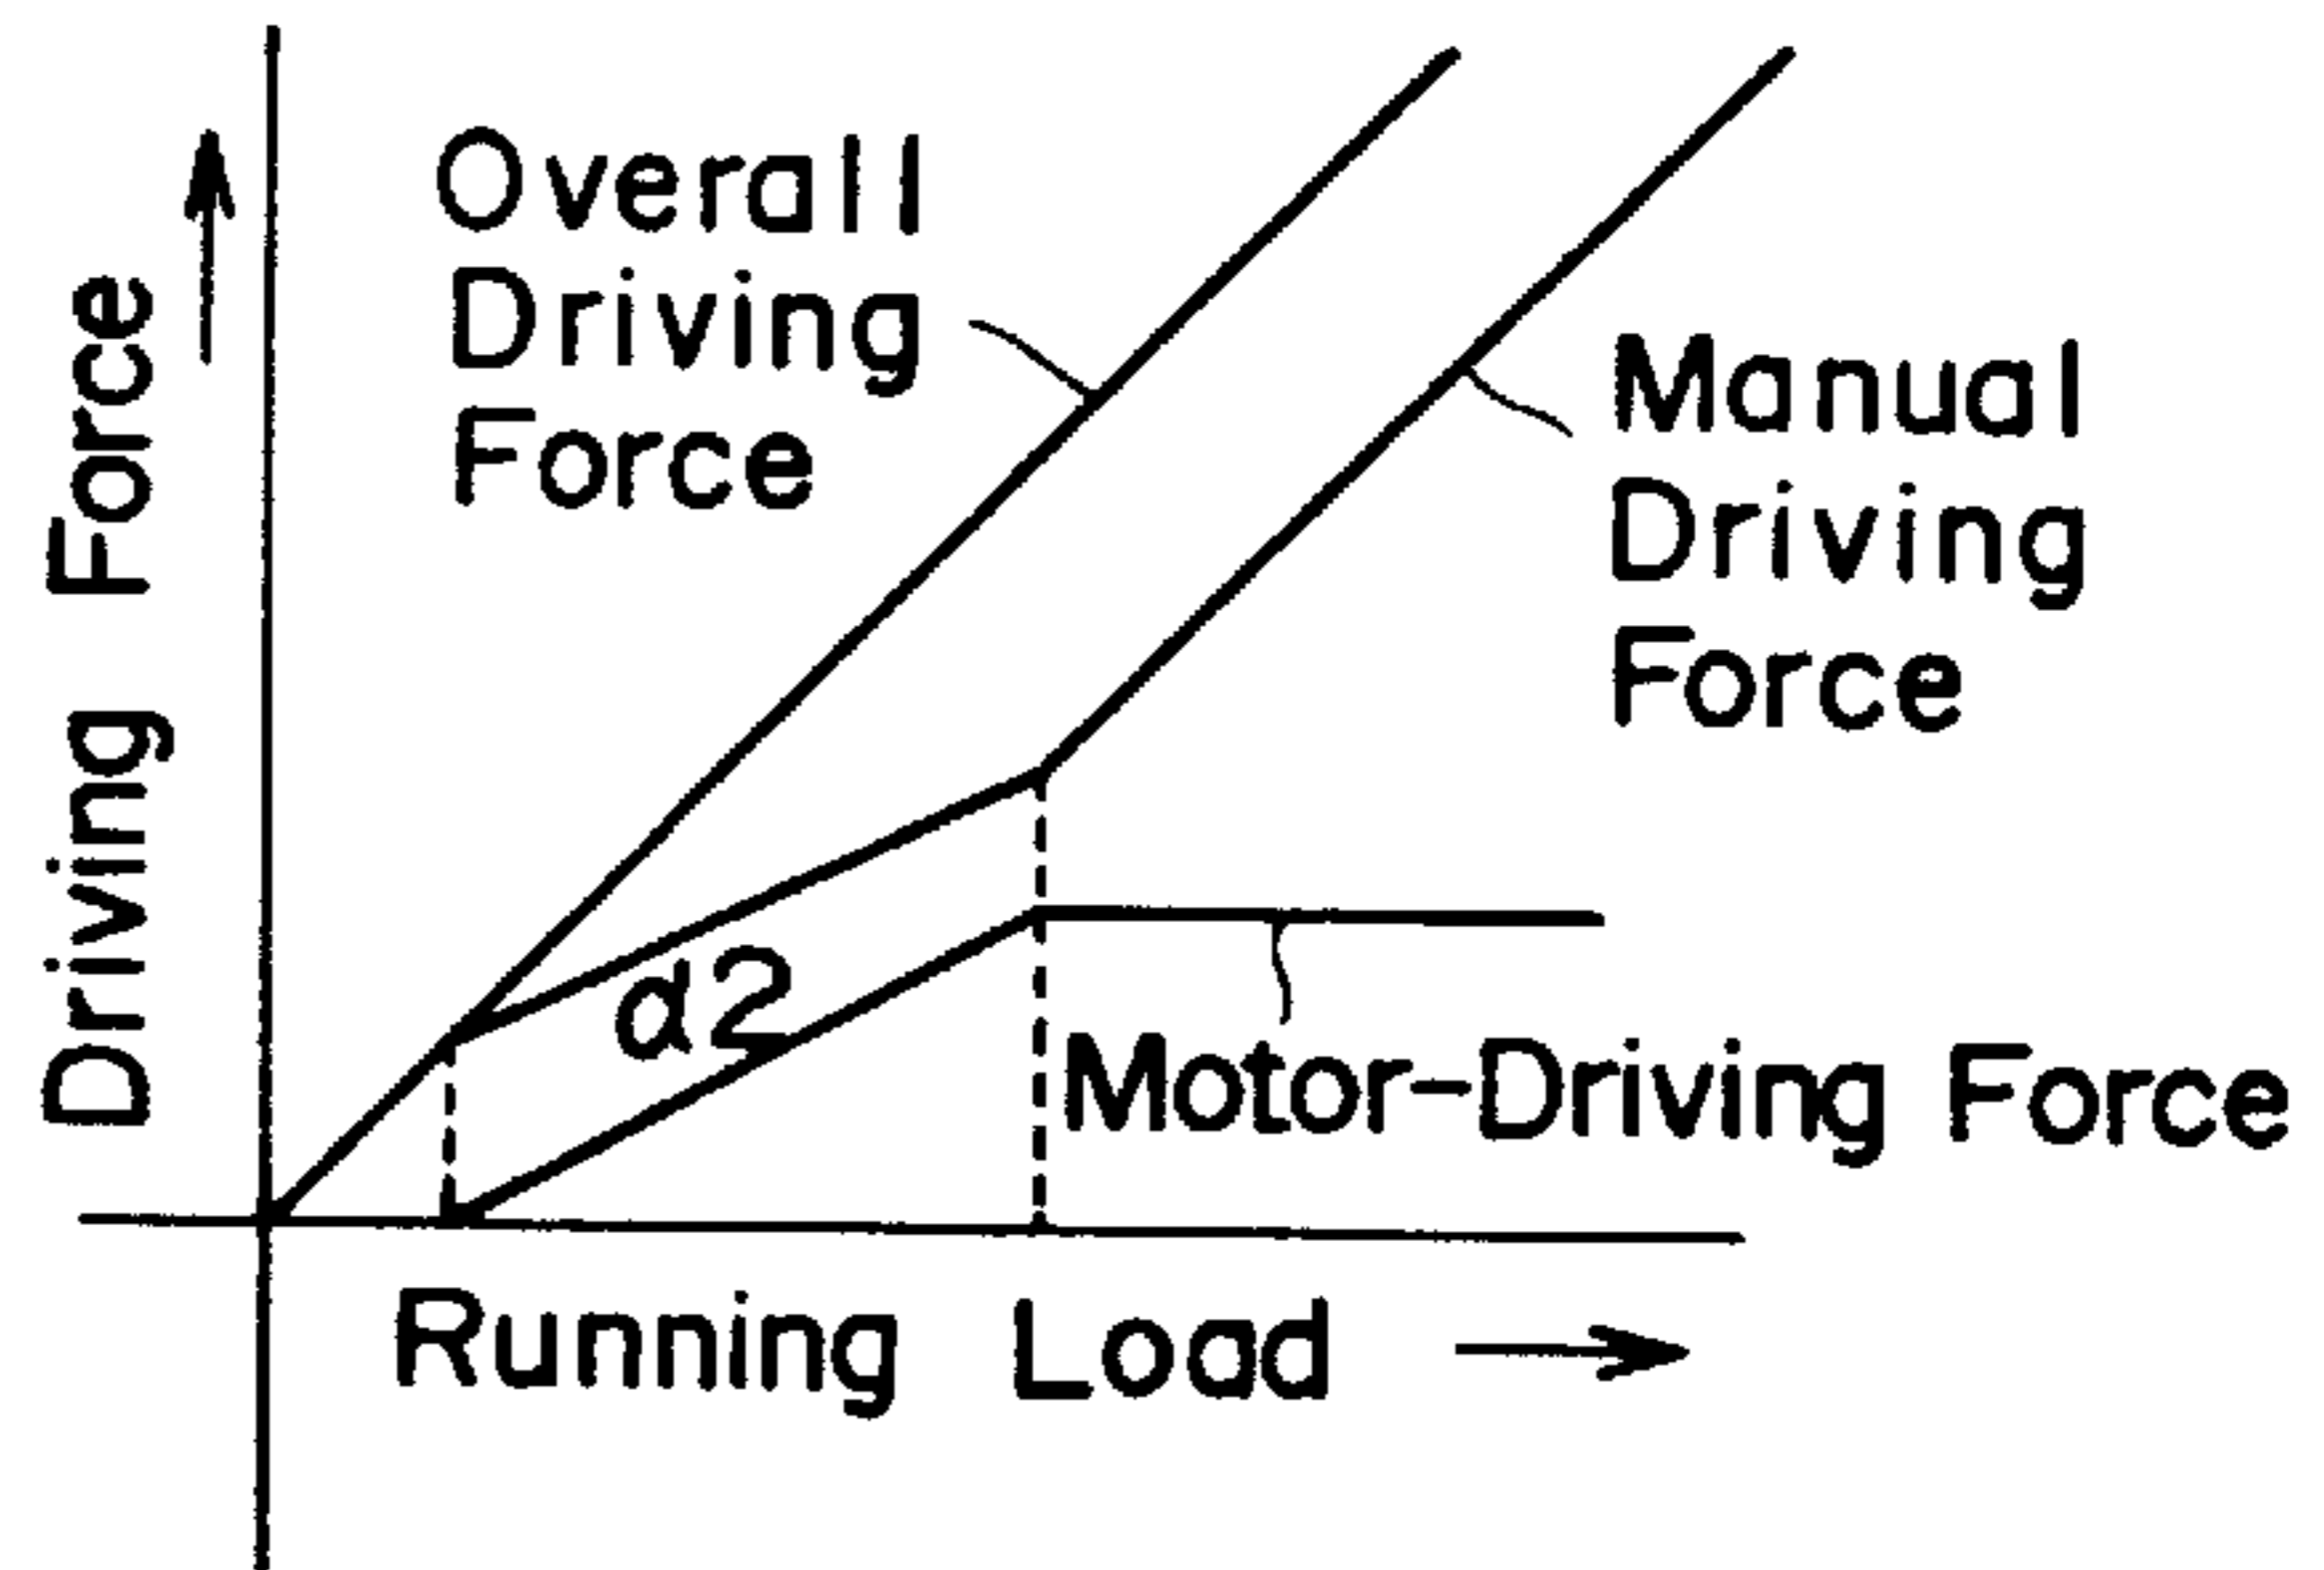 Overall
Driving
Force
Manual
Driving
Force
Driving Force
α2
Motor-Driving Force
Running Load